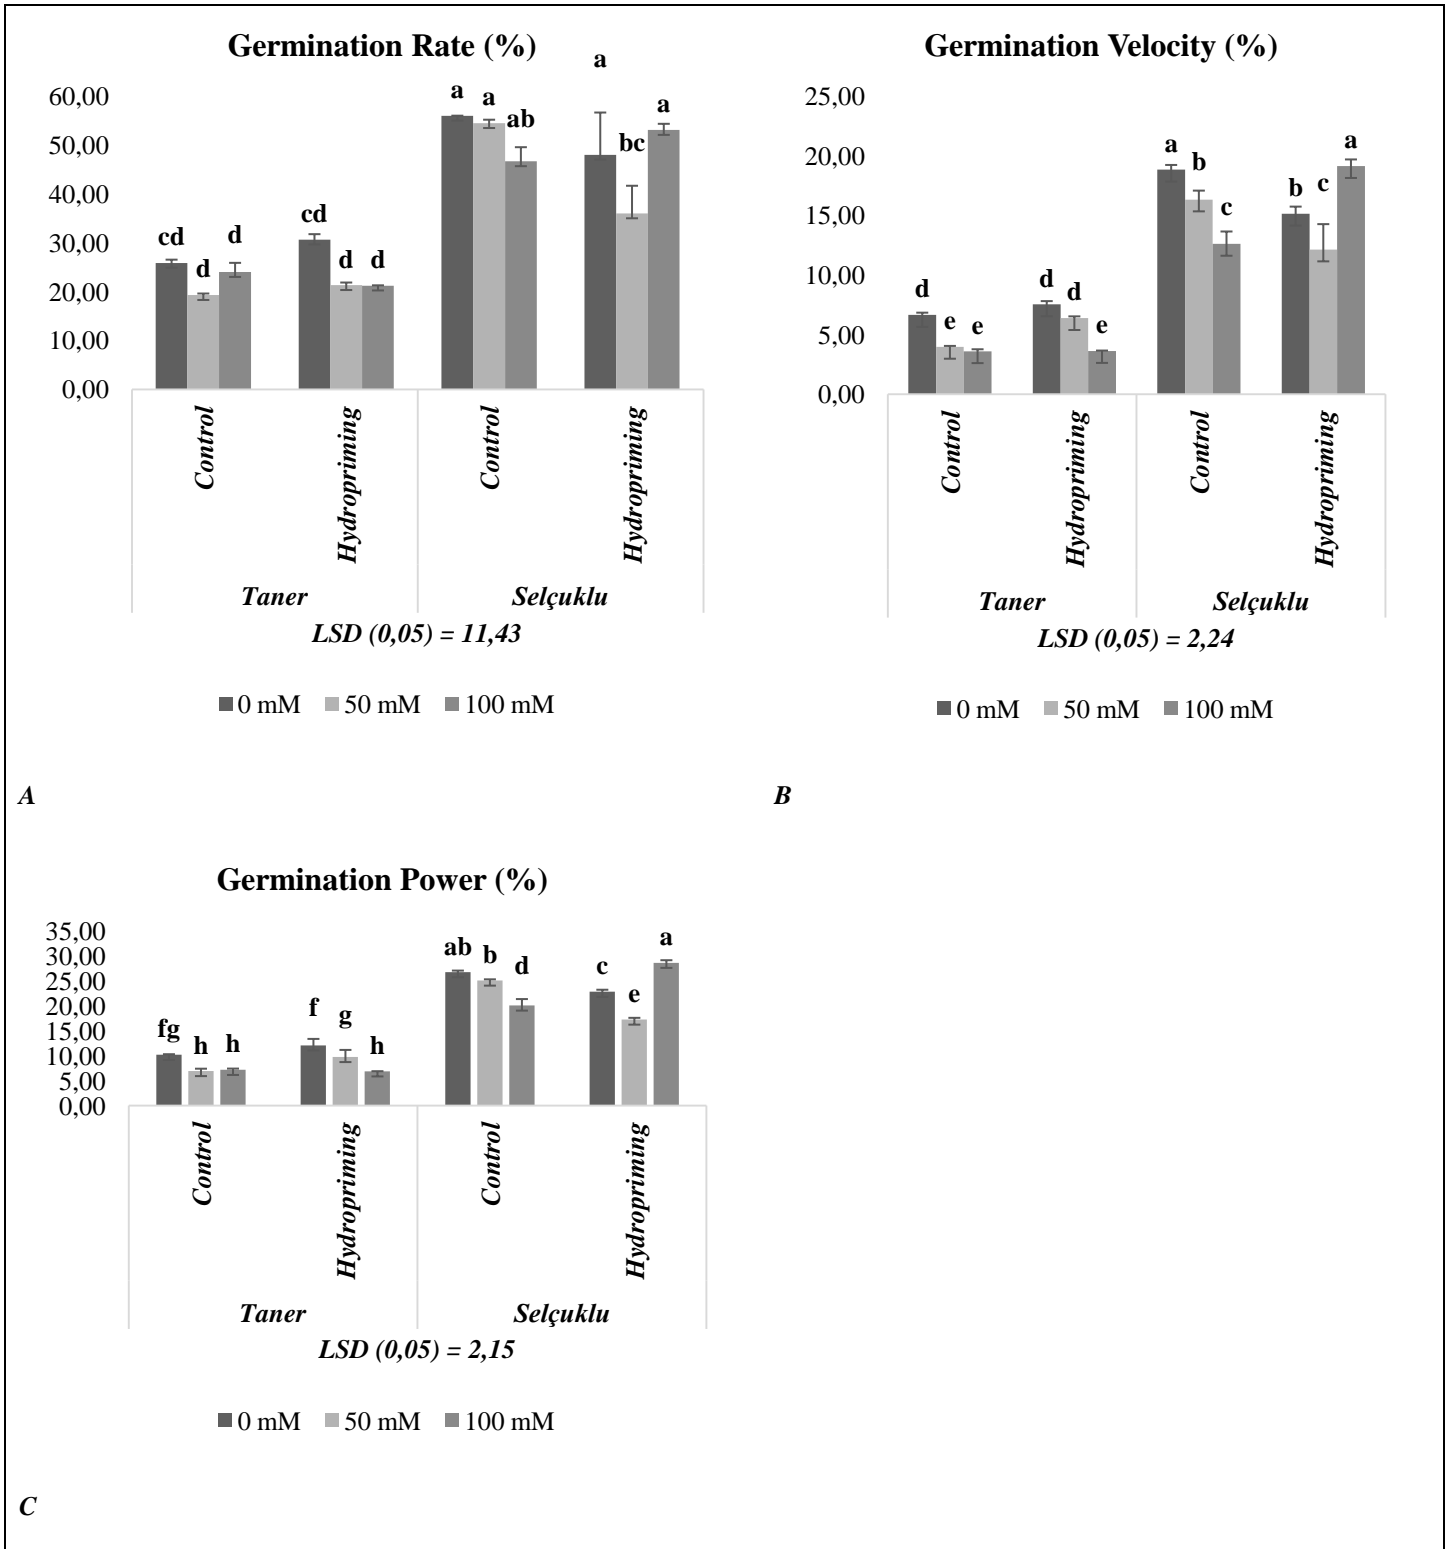 Germination Rate (%)
60,00
50,00
40,00
30,00
20,00
10,00
0,00
cd d d
cd d d
a a ab
a bc a
Control
Hydropriming
Control
Hydropriming
Taner Selçuklu
LSD (0,05) = 11,43
0 mM 50 mM 100 mM
A
Germination Velocity (%)
25,00
20,00
15,00
10,00
5,00
0,00
d e e
d d e
a b c
b c a
Control
Hydropriming
Control
Hydropriming
Taner Selçuklu
LSD (0,05) = 2,24
0 mM 50 mM 100 mM
B
Germination Power (%)
35,00
30,00
25,00
20,00
15,00
10,00
5,00
0,00
fg h h
f g h
ab b d
c e a
Control
Hydropriming
Control
Hydropriming
Taner Selçuklu
LSD (0,05) = 2,15
0 mM 50 mM 100 mM
C